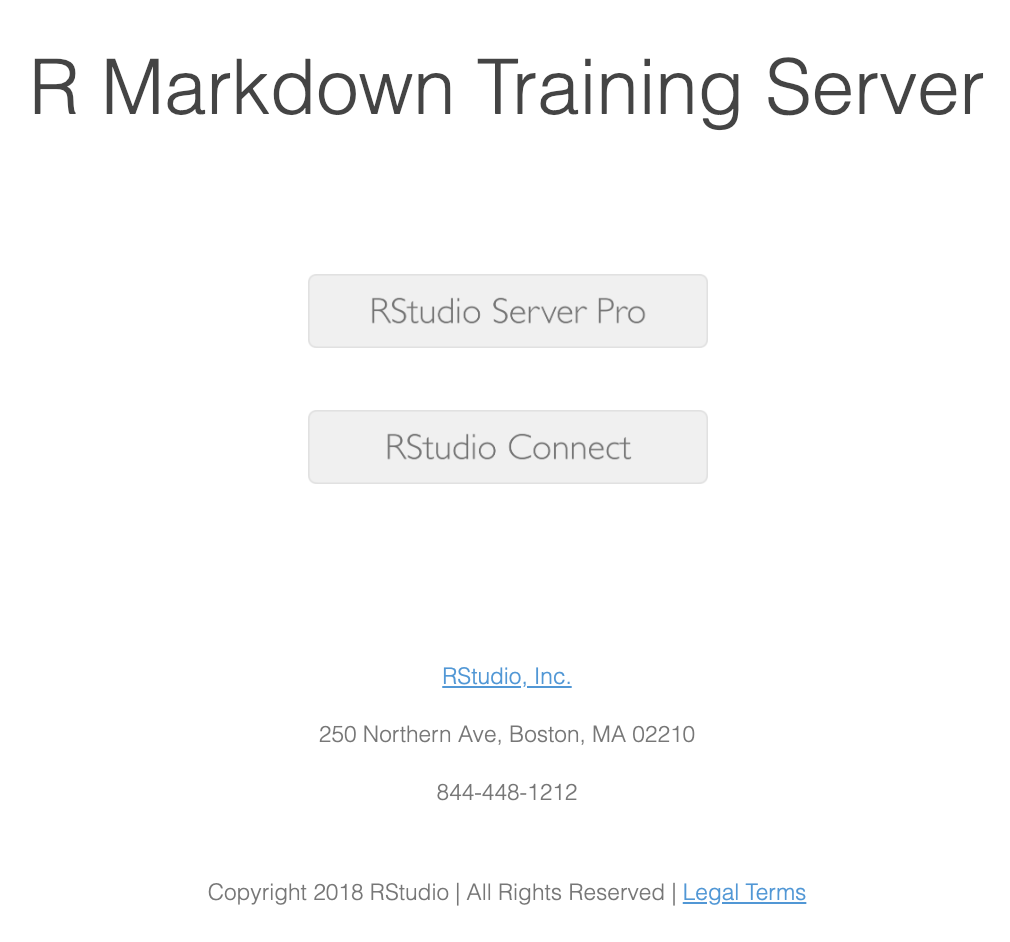 R Markdown Training Server
RStudio Server Pro
RStudio Connect
RStudio, Inc.
250 Northern Ave, Boston, MA 02210
844-448-1212
Copyright 2018 RStudio | All Rights Reserved | Legal Terms